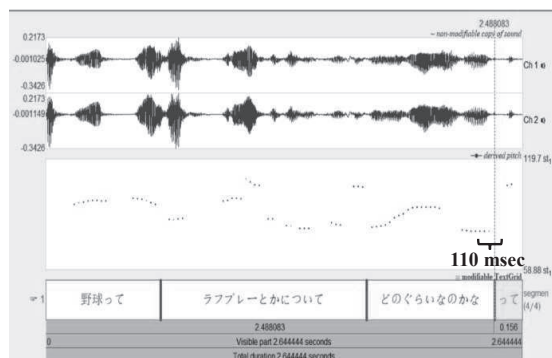 2.488083
← non-modifiable copy of sound
0.2173
-0.001025
-0.3426
Ch 1
0.2173
-0.001149
-0.3426
Ch 2
derived pitch
119.7 st
110 msec
58.88 st
modifiable TextGrid
1
野球って
ラフプレーとかについて
どのぐらいなのかな
って
segmen
(4/4)
2.488083
0.156
0
Visible part 2.644444 seconds
2.644444
Total duration 2.644444 seconds